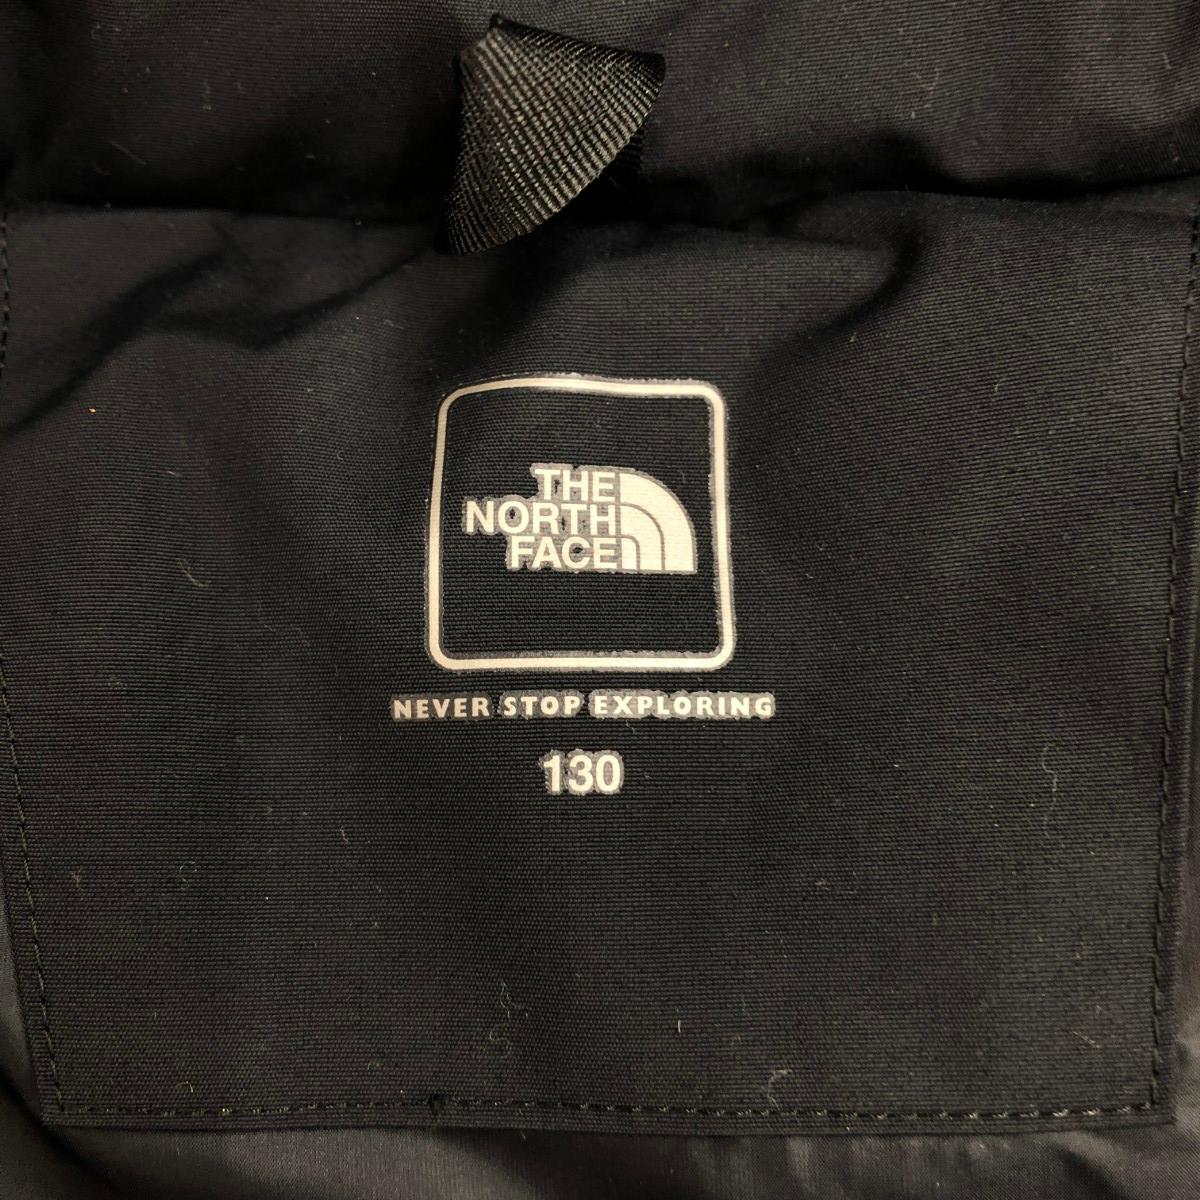 THE
NORTH
FACE
NEVER STOP EXPLORING
130